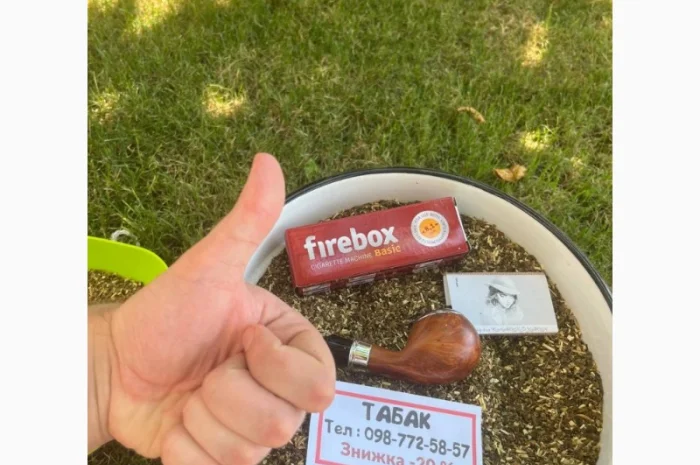 firebox
CIGARETTE MACHINE Basic
ТАБАК
Тел : 098-772-58-57
Знижка -20 %